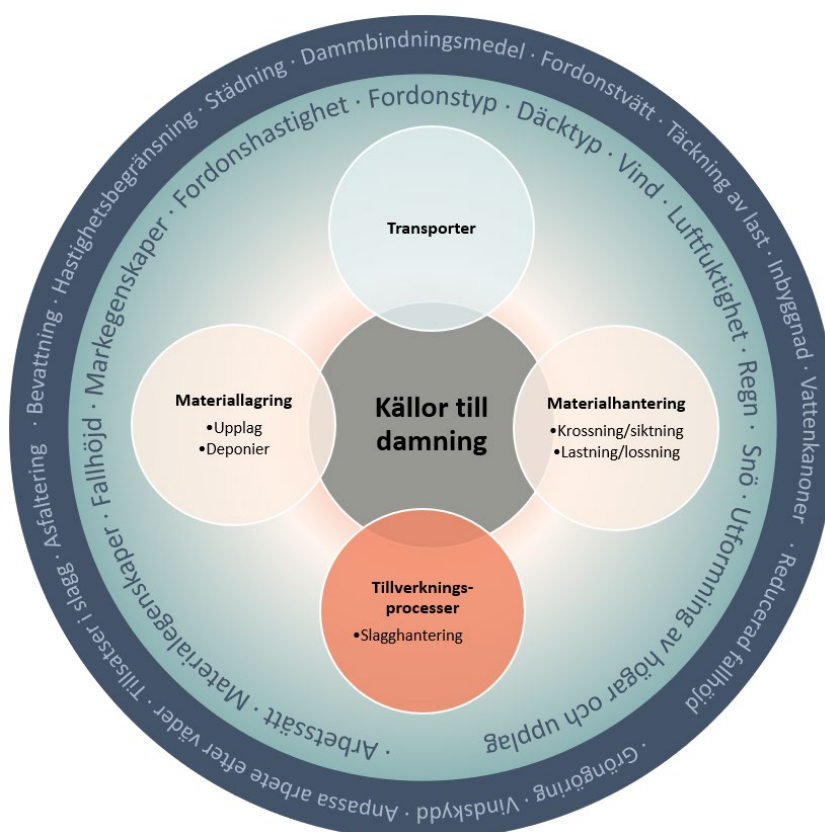 Bevattning · Hastighetsbegränsning · Städning · Dammbindningsmedel · Fordonstvätt · Täckning av last · Inbyggnad · Vattenkanoner · Reducerad fallhöjd
· Gröngöring · Vindskydd · Anpassa arbete efter väder · Tillsatser i slagg · Asfaltering ·
Markegenskaper · Fordonshastighet · Fordonstyp · Däcktyp · Vind · Luftfuktighet · Regn · Snö · Utformning av högar och upplag
· Arbetssätt · Materialegenskaper · Fallhöjd ·
Transporter
Materiallagring
•Upplag
•Deponier
Källor till
damning
Materialhantering
•Krossning/siktning
•Lastning/lossning
Tillverknings-
processer
•Slagghantering